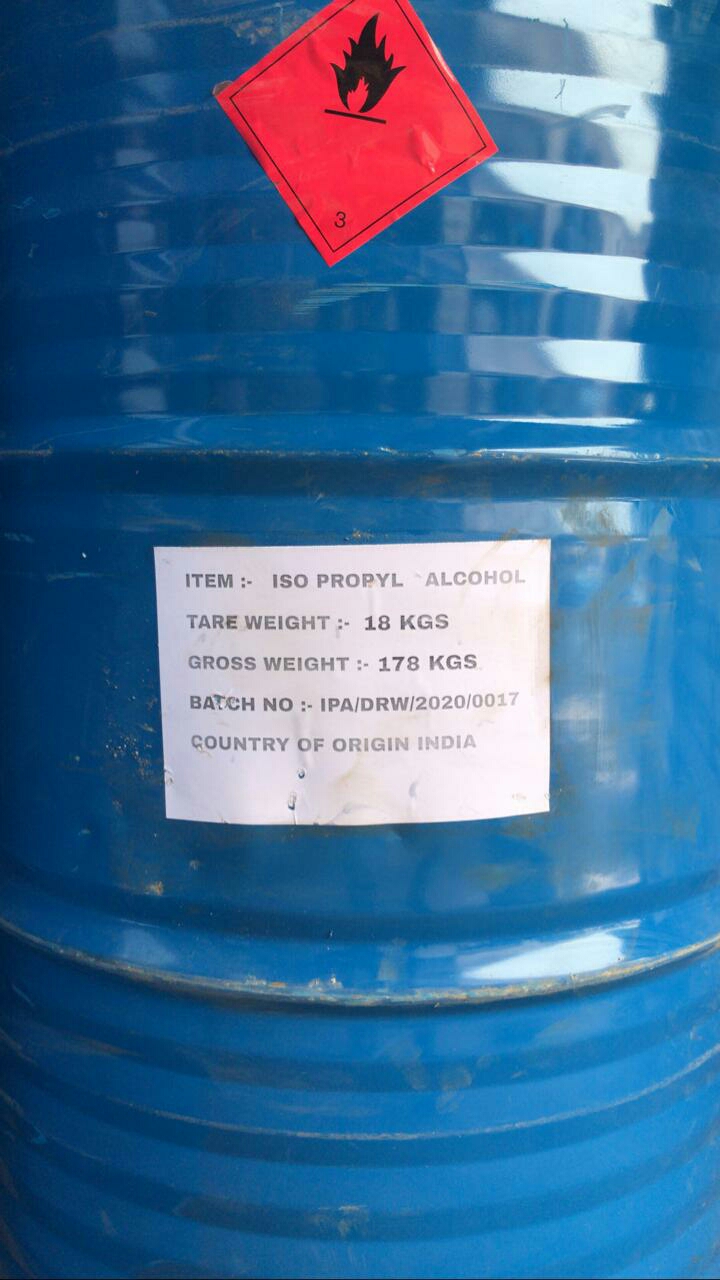 3
ITEM :- ISO PROPYL ALCOHOL
TARE WEIGHT :- 18 KGS
GROSS WEIGHT :- 178 KGS
BATCH NO :- IPA/DRW/2020/0017
COUNTRY OF ORIGIN INDIA